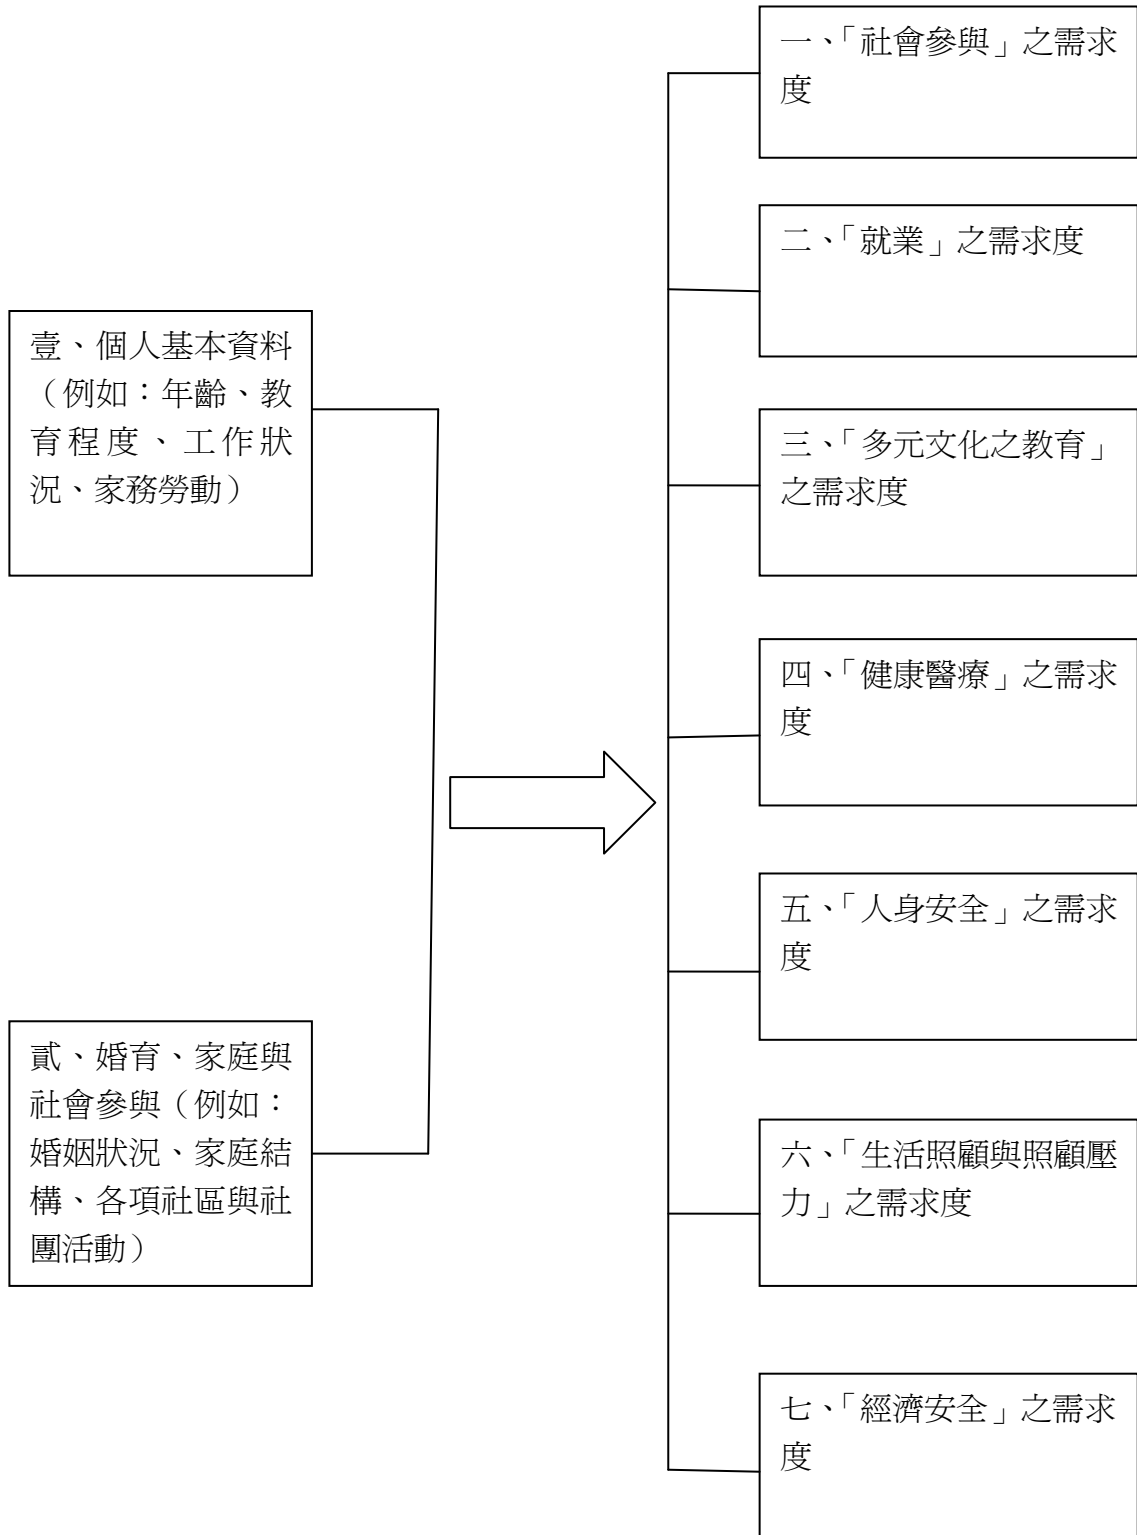 壹、個人基本資料
（例如：年齡、教
育程度、工作狀
況、家務勞動）
貳、婚育、家庭與
社會參與（例如：
婚姻狀況、家庭結
構、各項社區與社
團活動）
一、「社會參與」之需求
度
二、「就業」之需求度
三、「多元文化之教育」
之需求度
四、「健康醫療」之需求
度
五、「人身安全」之需求
度
六、「生活照顧與照顧壓
力」之需求度
七、「經濟安全」之需求
度